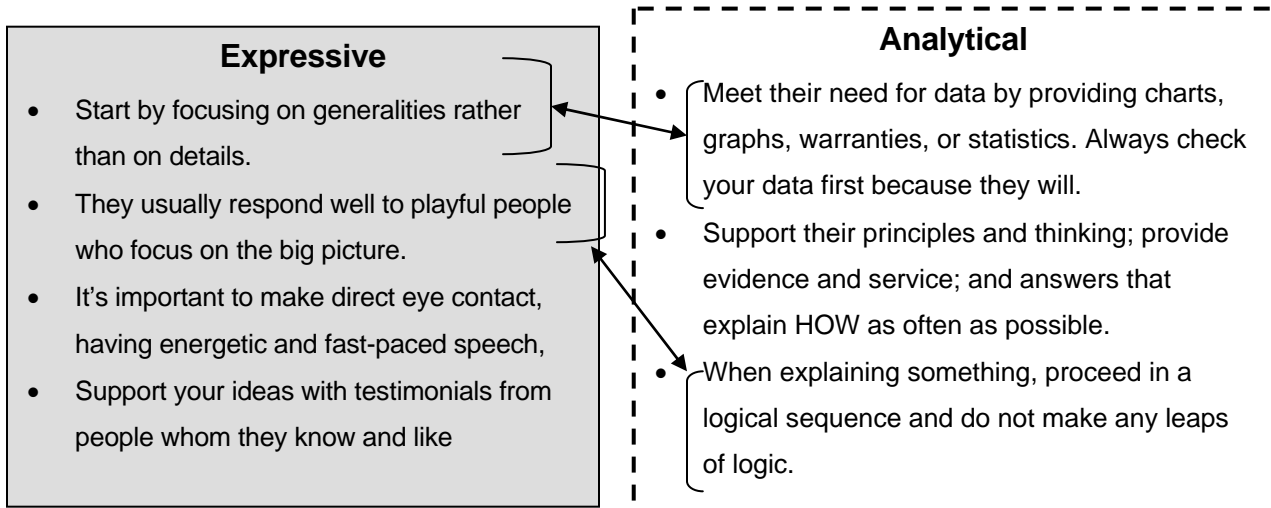 Expressive
• Start by focusing on generalities rather
than on details.
• They usually respond well to playful people
who focus on the big picture.
• It’s important to make direct eye contact,
having energetic and fast-paced speech,
• Support your ideas with testimonials from
people whom they know and like
Analytical
• Meet their need for data by providing charts,
graphs, warranties, or statistics. Always check
your data first because they will.
• Support their principles and thinking; provide
evidence and service; and answers that
explain HOW as often as possible.
• When explaining something, proceed in a
logical sequence and do not make any leaps
of logic.